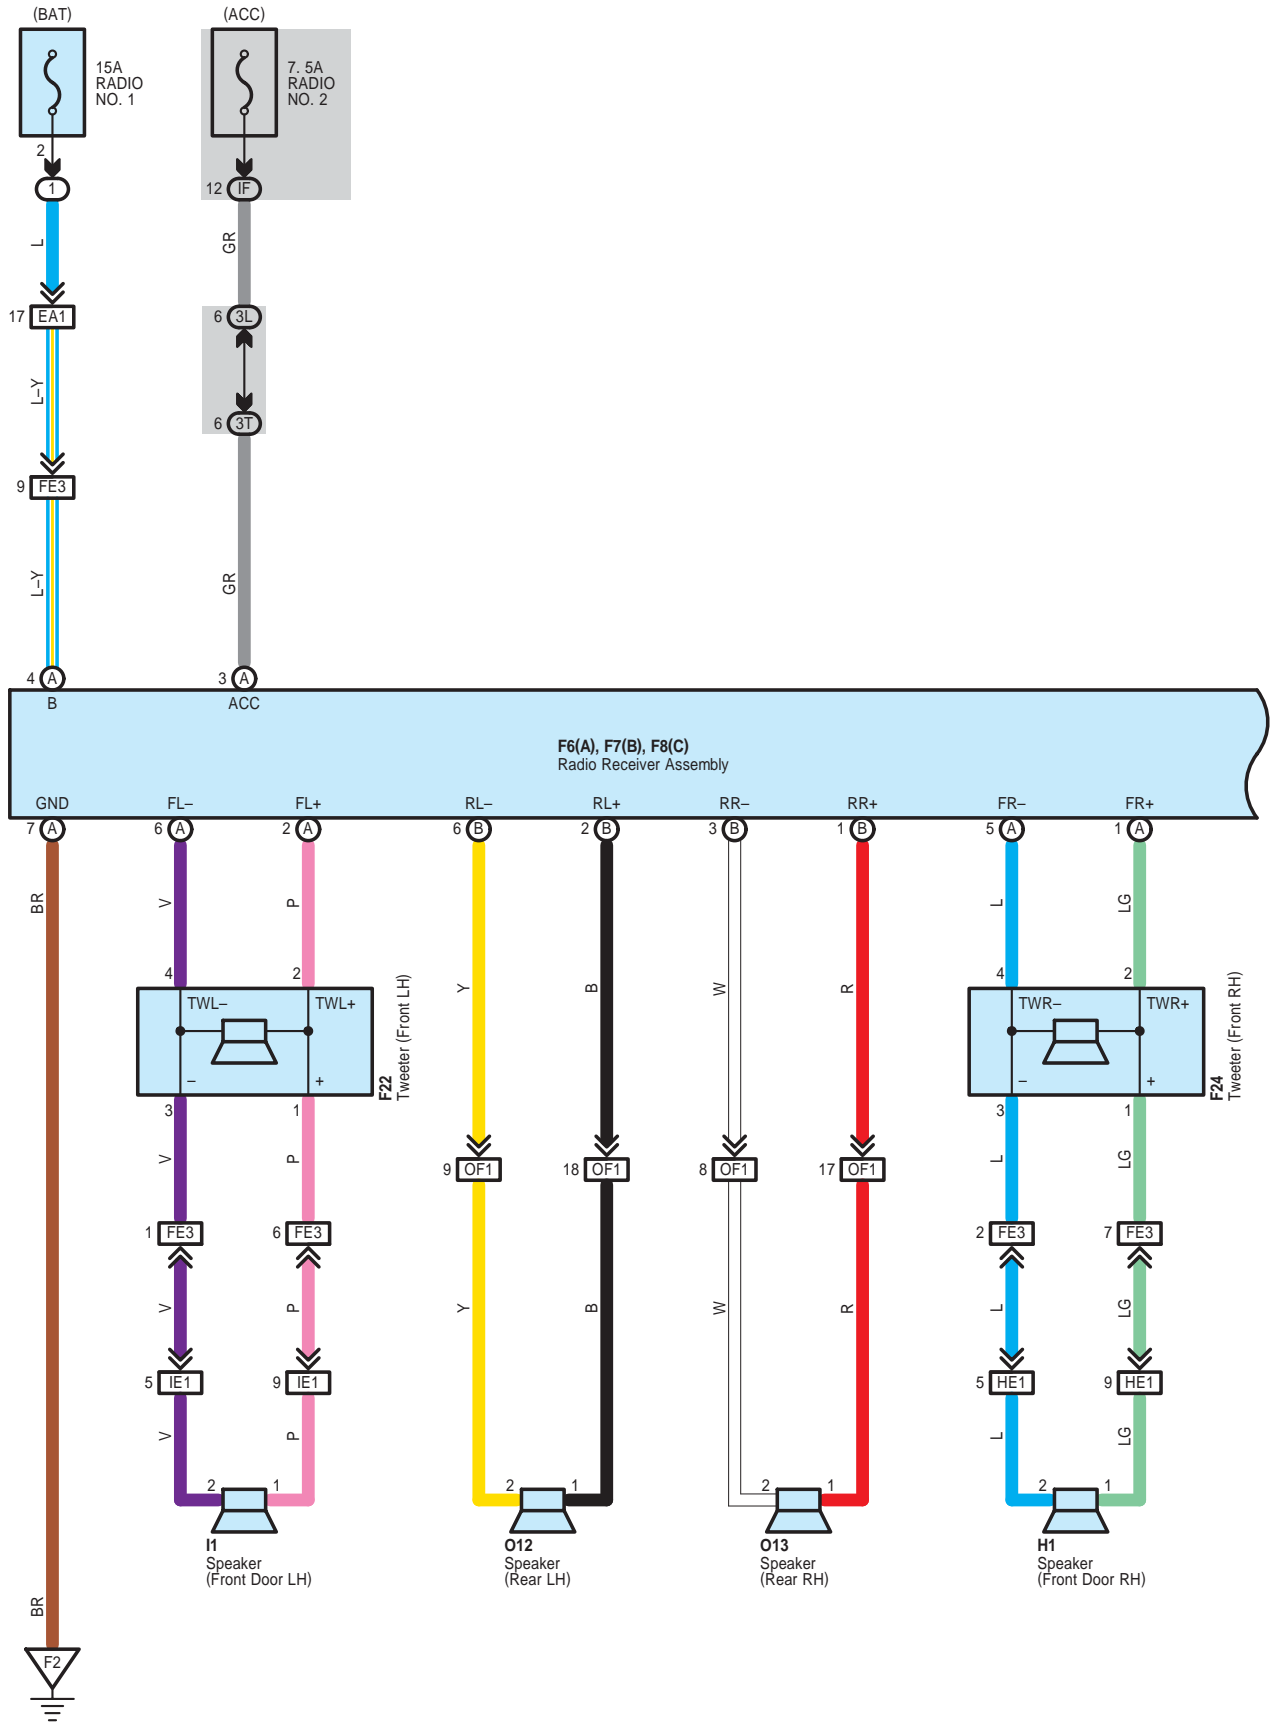 (BAT) (ACC)
15A
RADIO
NO. 1
7. 5A
RADIO
NO. 2
2
1 12 IF
L GR
17 EA1 6 3L
L–Y
6 3T
9 FE3
L–Y GR
4 A 3 A
B ACC
F6(A), F7(B), F8(C)
Radio Receiver Assembly
GND FL– FL+ RL– RL+ RR– RR+ FR– FR+
7 A 6 A 2 A 6 B 2 B 3 B 1 B 5 A 1 A
BR V P L LG
Y B W R
4 2 4 2
TWL– TWL+ TWR– TWR+
– + – +
F22
Tweeter (Front LH)
F24
Tweeter (Front RH)
3 1 3 1
V P L LG
9 OF1 18 OF1 8 OF1 17 OF1
1 FE3 6 FE3 2 FE3 7 FE3
V P Y B W R L LG
5 IE1 9 IE1 5 HE1 9 HE1
V P L LG
2 1 2 1 2 1 2 1
I1
Speaker
(Front Door LH)
O12
Speaker
(Rear LH)
O13
Speaker
(Rear RH)
H1
Speaker
(Front Door RH)
BR
F2